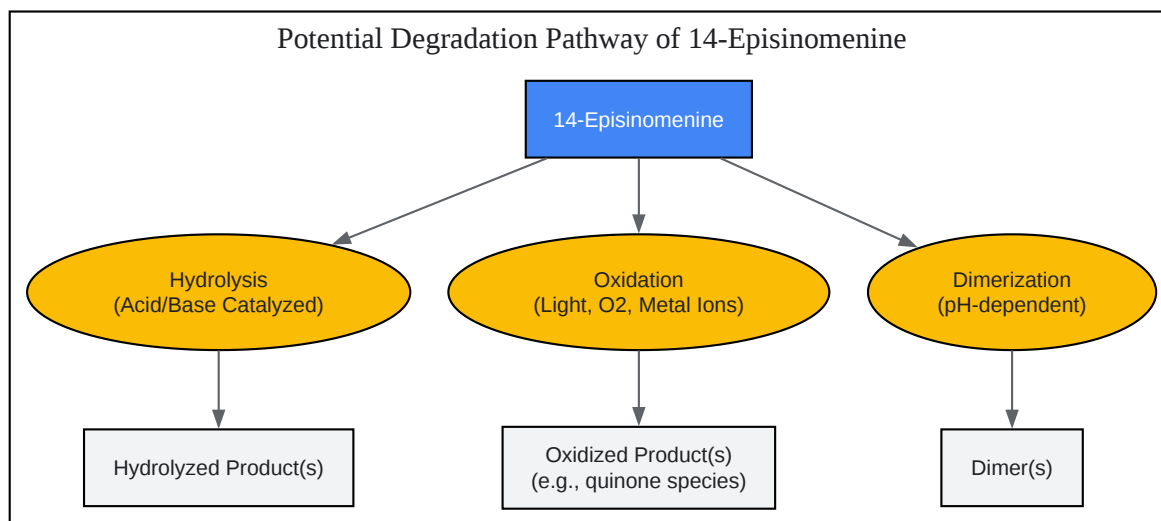 Potential Degradation Pathway of 14-Episinomenine
14-Episinomenine
Hydrolysis
(Acid/Base Catalyzed)
Oxidation
(Light, O2, Metal Ions)
Dimerization
(pH-dependent)
Hydrolyzed Product(s)
Oxidized Product(s)
(e.g., quinone species)
Dimer(s)